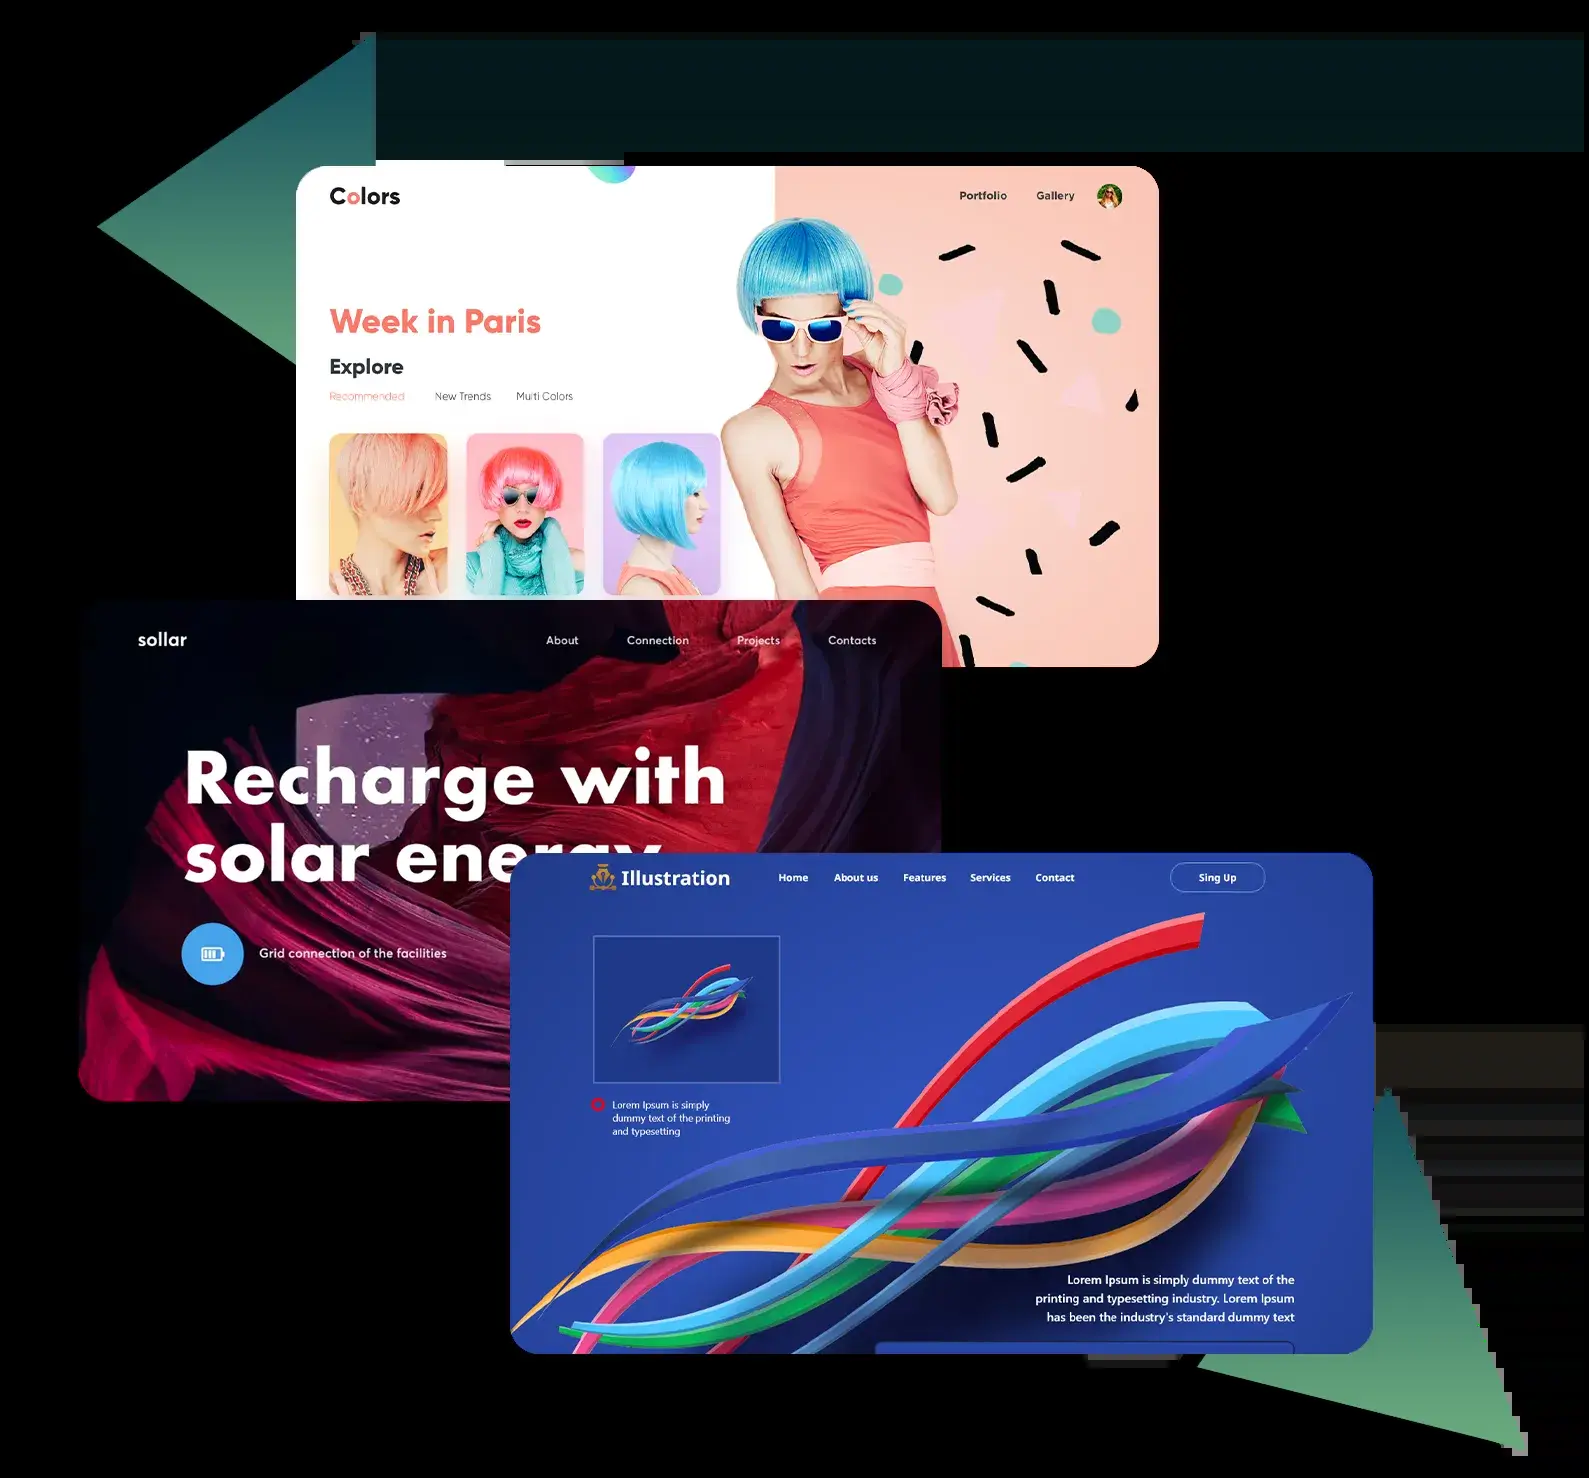 Colors
Portfolio
Gallery
Week in Paris
Explore
Recommended
New Trends
Multi Colors
sollar
About
Connection
Projects
Contacts
Recharge with
solar energy
Grid connection of the facilities
Illustration
Home
About us
Features
Services
Contact
Sing Up
Lorem Ipsum is simply
dummy text of the printing
and typesetting
Lorem Ipsum is simply dummy text of the
printing and typesetting industry. Lorem Ipsum
has been the industry's standard dummy text